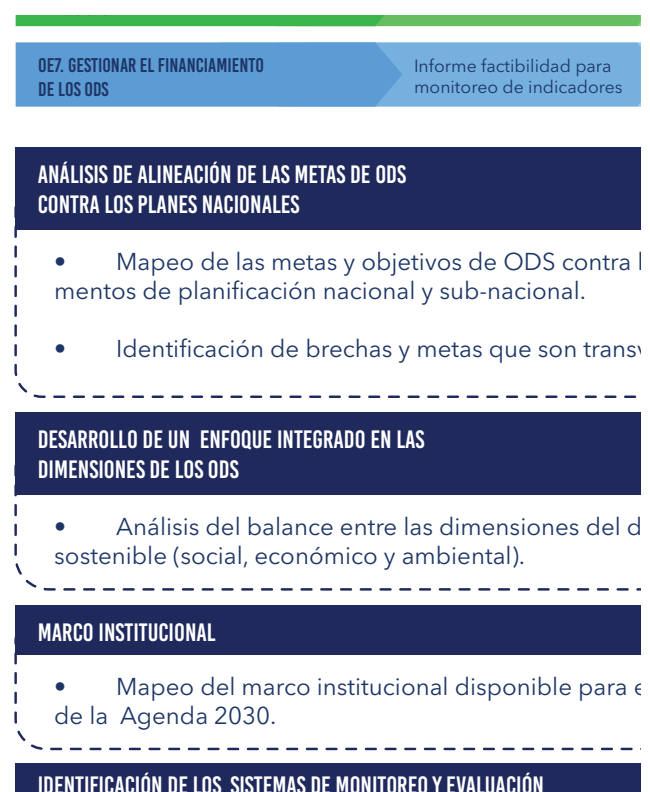 OE7. GESTIONAR EL FINANCIAMIENTO
DE LOS ODS
Informe factibilidad para
monitoreo de indicadores
ANÁLISIS DE ALINEACIÓN DE LAS METAS DE ODS
CONTRA LOS PLANES NACIONALES
• Mapeo de las metas y objetivos de ODS contra
mentos de planificación nacional y sub-nacional.
• Identificación de brechas y metas que son
DESARROLLO DE UN ENFOQUE INTEGRADO EN LAS
DIMENSIONES DE LOS ODS
• Análisis del balance entre las dimensiones del
sostenible (social, económico y ambiental).
MARCO INSTITUCIONAL
• Mapeo del marco institucional disponible para
de la Agenda 2030.
IDENTIFICACIÓN DE LOS SISTEMAS DE MONITOREO Y EVALUACIÓN